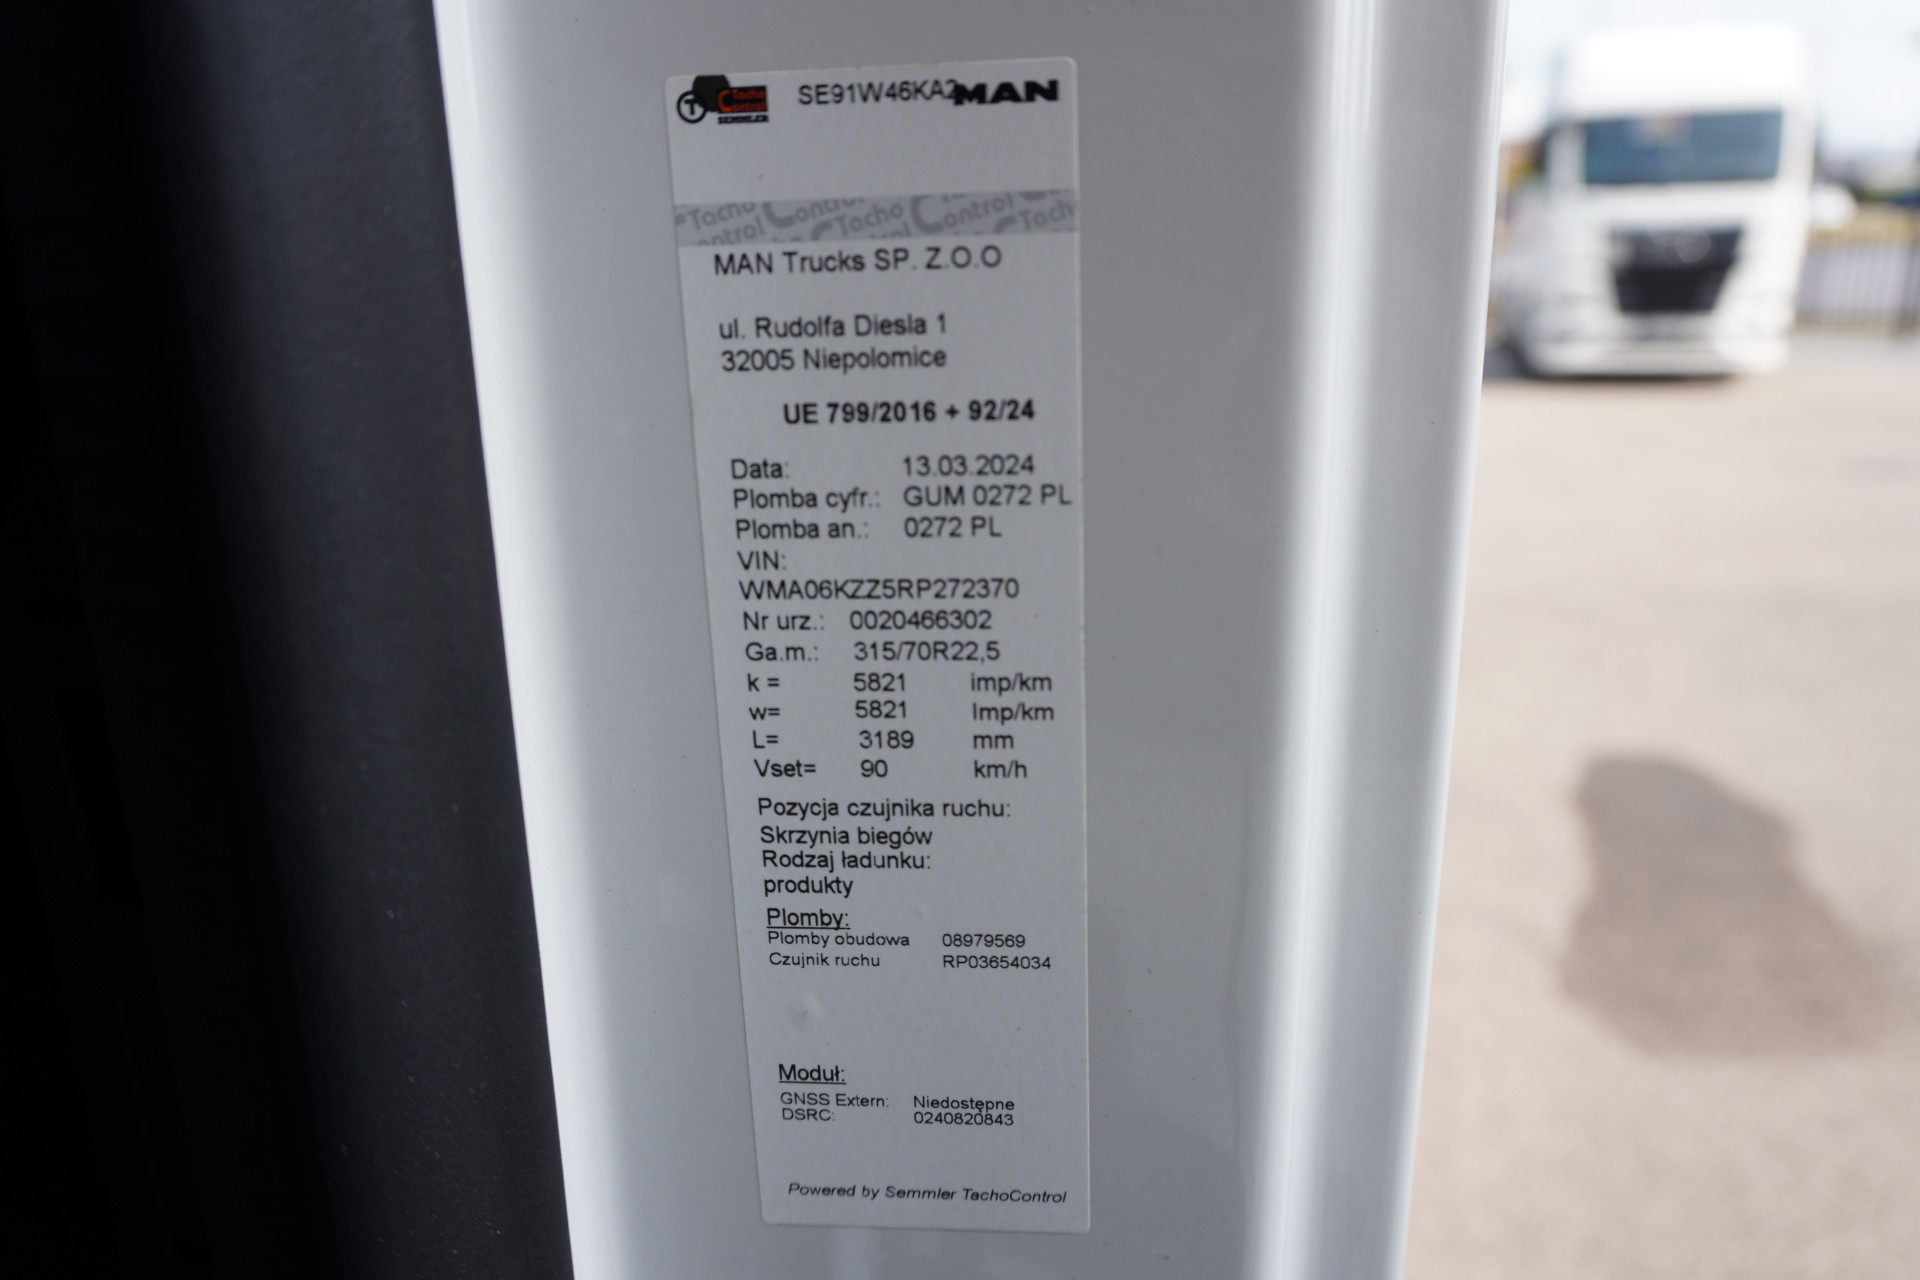 T Tacho Control SEMMLER SE91W46KA2 MAN
MAN Trucks SP. Z.O.O
ul. Rudolfa Diesla 1
32005 Niepolomice
UE 799/2016 + 92/24
Data: 13.03.2024
Plomba cyfr.: GUM 0272 PL
Plomba an.: 0272 PL
VIN:
WMA06KZZ5RP272370
Nr urz.: 0020466302
Ga.m.: 315/70R22,5
k = 5821 imp/km
w= 5821 Imp/km
L= 3189 mm
Vset= 90 km/h
Pozycja czujnika ruchu:
Skrzynia biegów
Rodzaj ładunku:
produkty
Plomby:
Plomby obudowa 08979569
Czujnik ruchu RP03654034
Moduł:
GNSS Extern: Niedostępne
DSRC: 0240820843
Powered by Semmler TachoControl